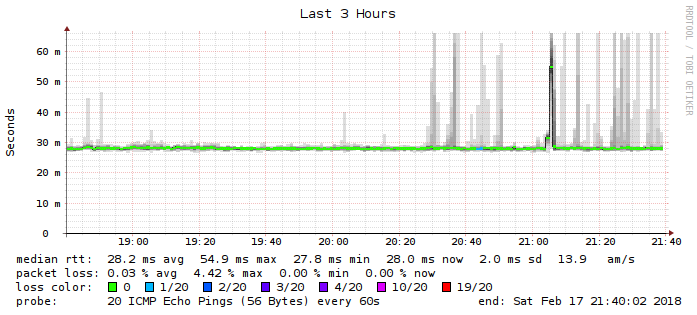 Last 3 Hours
RRDTOOL / TOBI OETIKER
Seconds
60 m
50 m
40 m
30 m
20 m
10 m
0
19:00 19:20 19:40 20:00 20:20 20:40 21:00 21:20 21:40
median rtt: 28.2 ms avg 54.9 ms max 27.8 ms min 28.0 ms now 2.0 ms sd 13.9 am/s
packet loss: 0.03 % avg 4.42 % max 0.00 % min 0.00 % now
loss color: 0 1/20 2/20 3/20 4/20 10/20 19/20
probe: 20 ICMP Echo Pings (56 Bytes) every 60s end: Sat Feb 17 21:40:02 2018